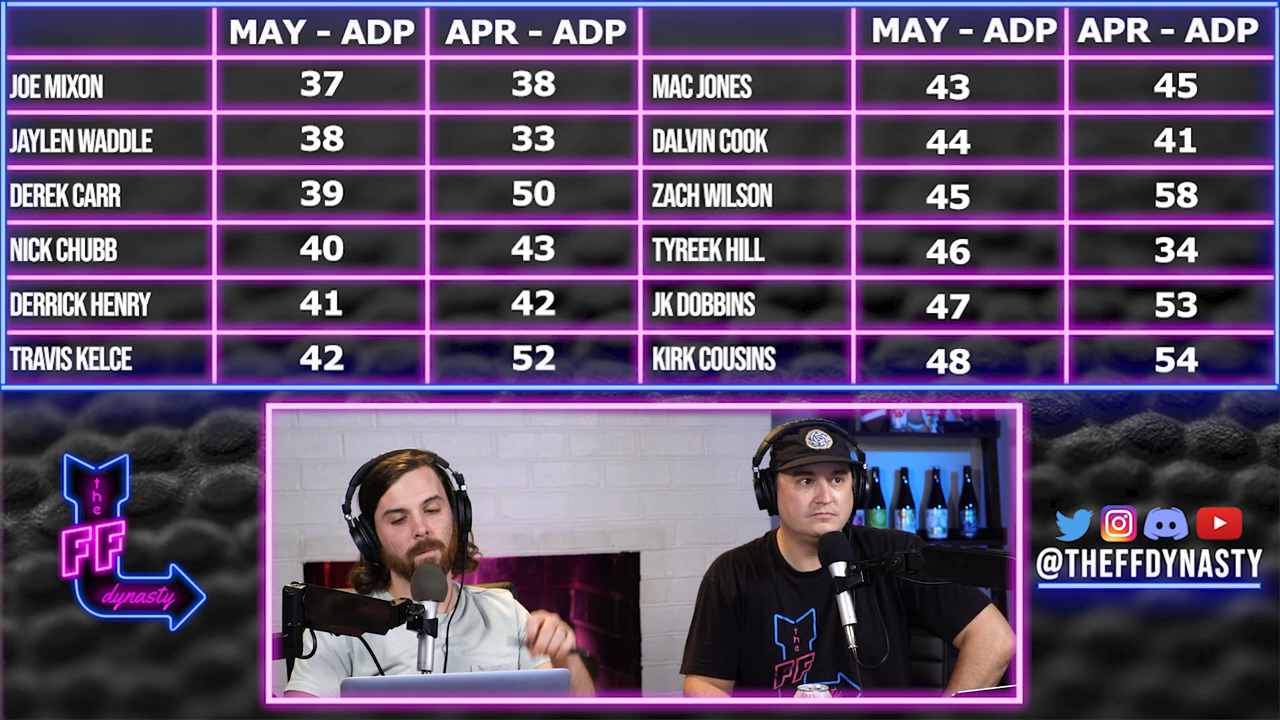 MAY - ADP APR - ADP MAY - ADP APR - ADP
JOE MIXON 37 38 MAC JONES 43 45
JAYLEN WADDLE 38 33 DALVIN COOK 44 41
DEREK CARR 39 50 ZACH WILSON 45 58
NICK CHUBB 40 43 TYREEK HILL 46 34
DERRICK HENRY 41 42 JK DOBBINS 47 53
TRAVIS KELCE 42 52 KIRK COUSINS 48 54
the
FF
dynasty
@THEFFDYNASTY
the
FF